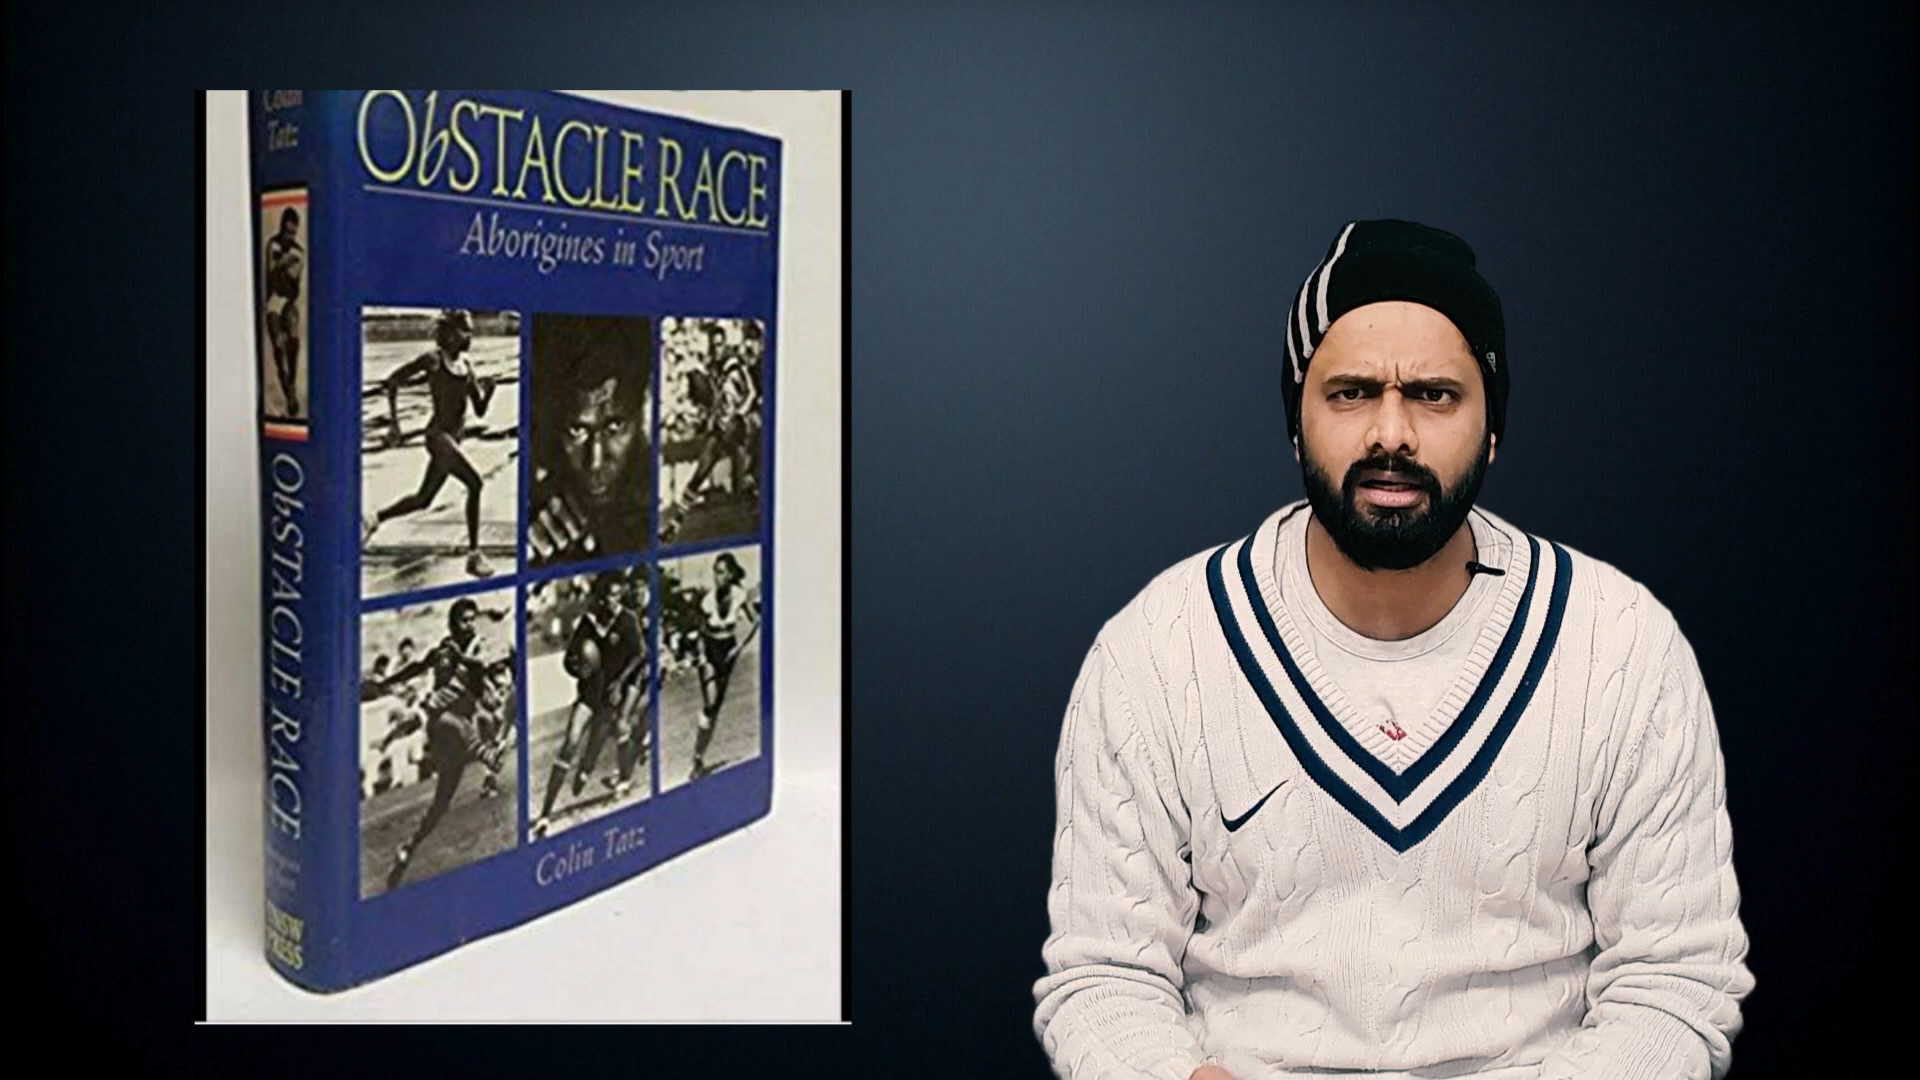 Colin
Tatz
ObSTACLE RACE
UNSW
PRESS
ObSTACLE RACE
Aborigines in Sport
Colin Tatz